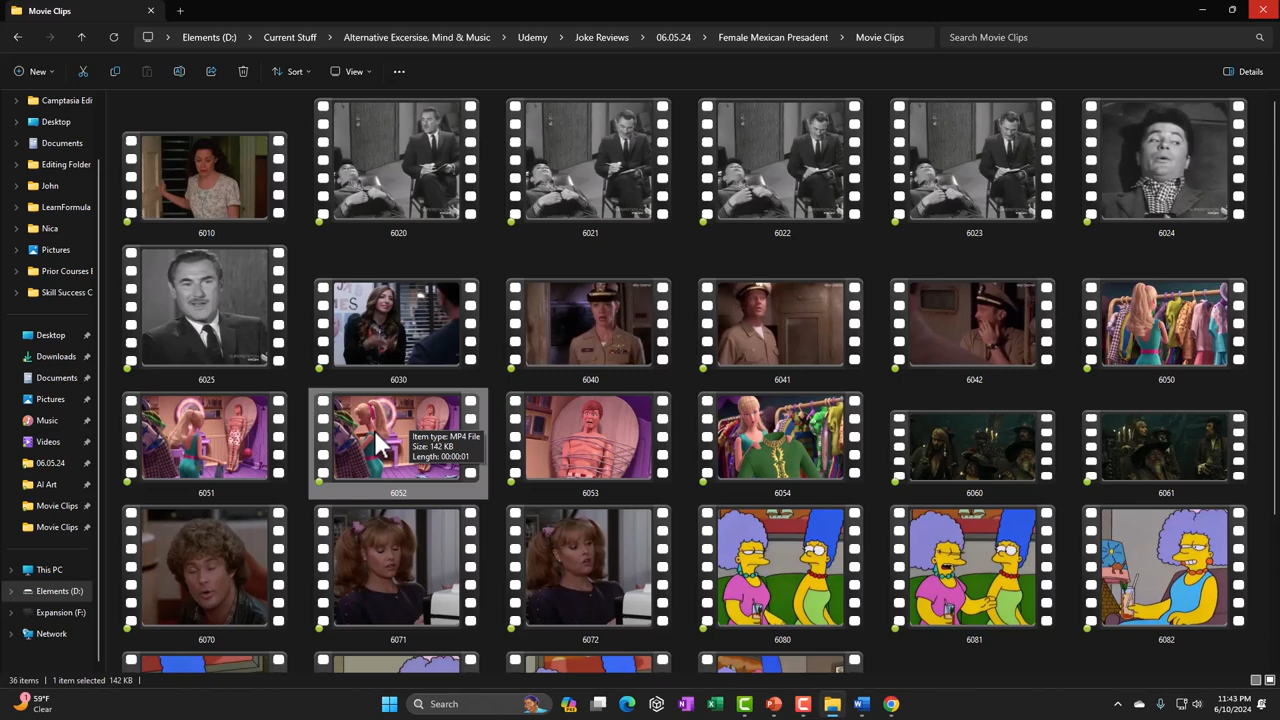 Movie Clips
Elements (D:)
Current Stuff
Alternative Excersise, Mind & Music
Udemy
Joke Reviews
06.05.24
Female Mexican Presadent
Movie Clips
Search Movie Clips
New
Sort
View
Details
Camptasia Edi
Desktop
Documents
Editing Folder
John
LearnFormula
Nica
Pictures
Prior Courses E
Skill Success C
Desktop
Downloads
Documents
Pictures
Music
Videos
06.05.24
AI Art
Movie Clips
Movie Clips
This PC
Elements (D:)
Expansion (F:)
Network
6010
6020
6021
6022
6023
6024
6025
6030
6040
6041
6042
6050
6051
6052
6053
6054
6060
6061
6070
6071
6072
6080
6081
6082
Item type: MP4 File
Size: 142 KB
Length: 00:00:01
36 items
1 item selected 142 KB
1
59°F
Clear
Search
11:43 PM
6/10/2024